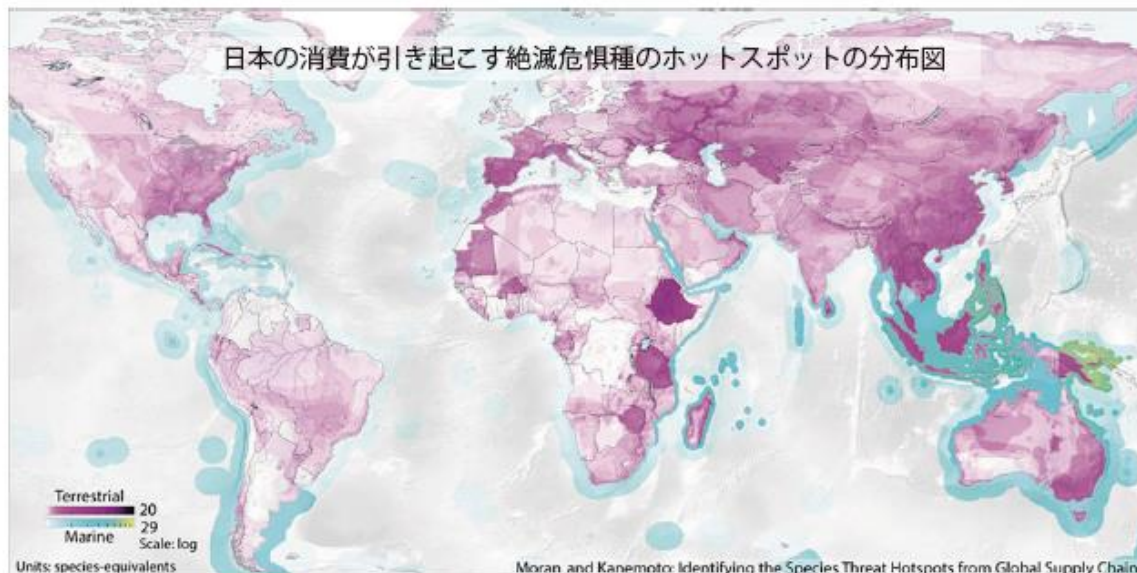 日本の消費が引き起こす絶滅危惧種のホットスポットの分布図
Terrestrial
20
29
Marine
Scale: log
Units: species-equivalents
Moran and Kanemoto: Identifying the Species Threat Hotspots from Global Supply Chain